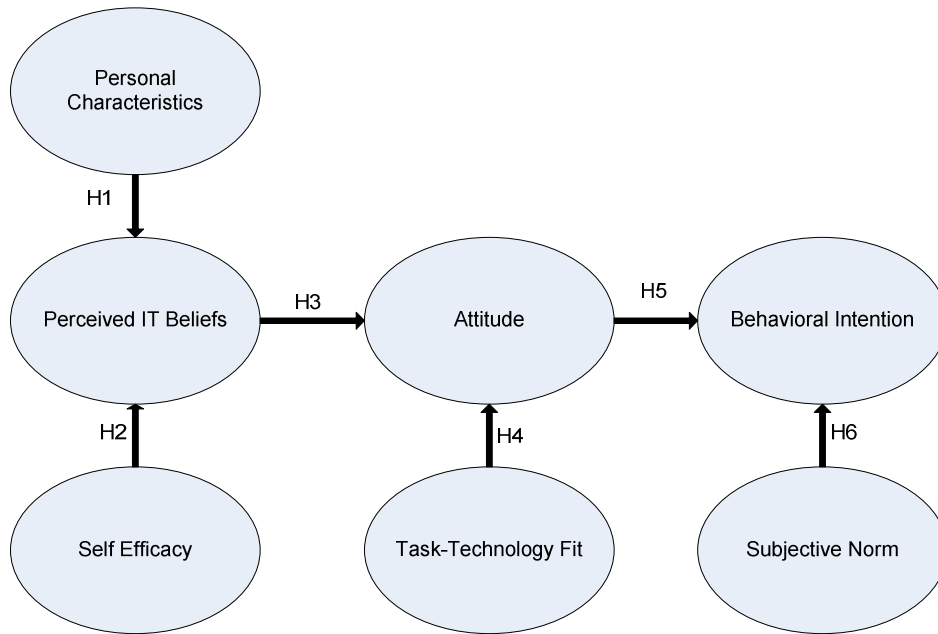 Personal
Characteristics
H1
Perceived IT Beliefs
H3
Attitude
H5
Behavioral Intention
H2
H4
H6
Self Efficacy
Task-Technology Fit
Subjective Norm